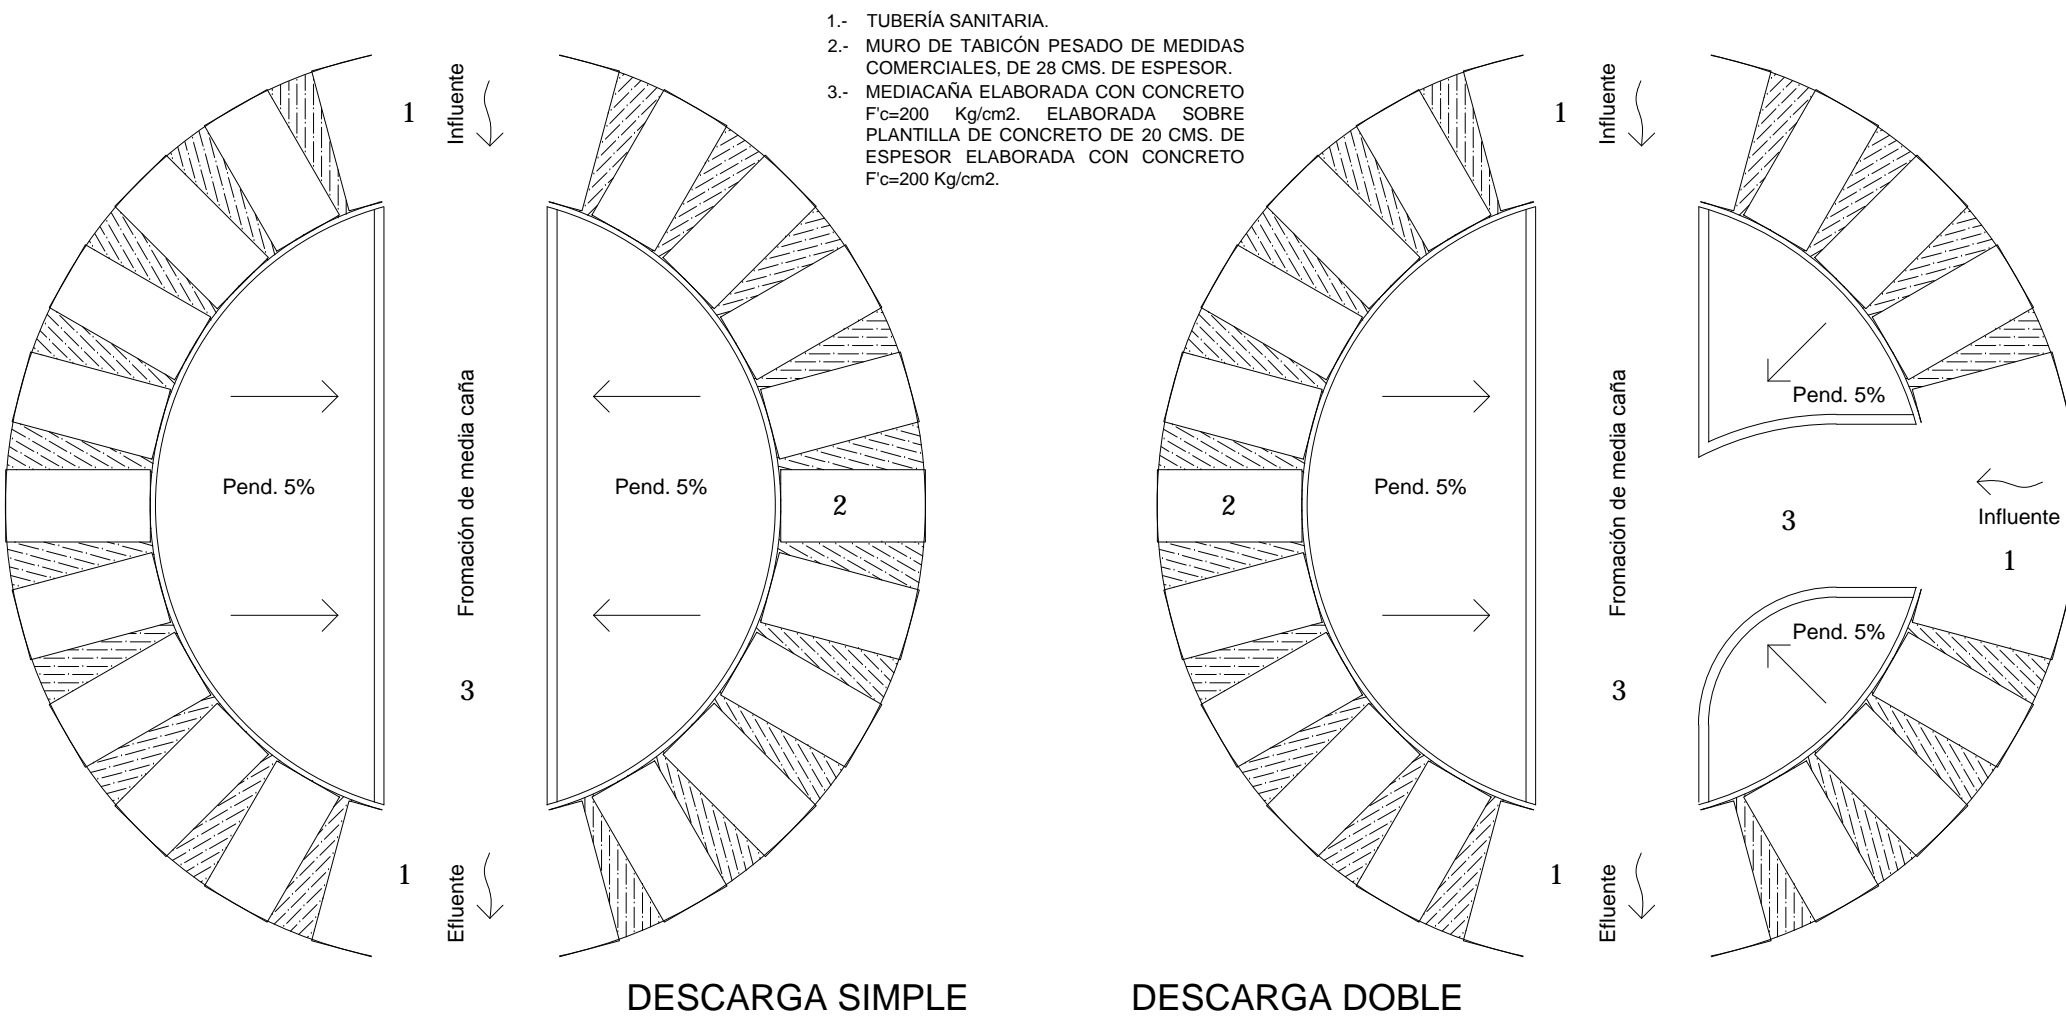 1.- TUBERÍA SANITARIA.
2.- MURO DE TABICÓN PESADO DE MEDIDAS
COMERCIALES, DE 28 CMS. DE ESPESOR.
3.- MEDIACAÑA ELABORADA CON CONCRETO
F'c=200 Kg/cm2. ELABORADA SOBRE
PLANTILLA DE CONCRETO DE 20 CMS. DE
ESPESOR ELABORADA CON CONCRETO
F'c=200 Kg/cm2.
1
Influente
Pend. 5%
Fromación de media caña
Pend. 5%
2
3
1
Efluente
DESCARGA SIMPLE
1
Influente
2
Pend. 5%
Fromación de media caña
Pend. 5%
3
Influente
1
Pend. 5%
3
1
Efluente
DESCARGA DOBLE